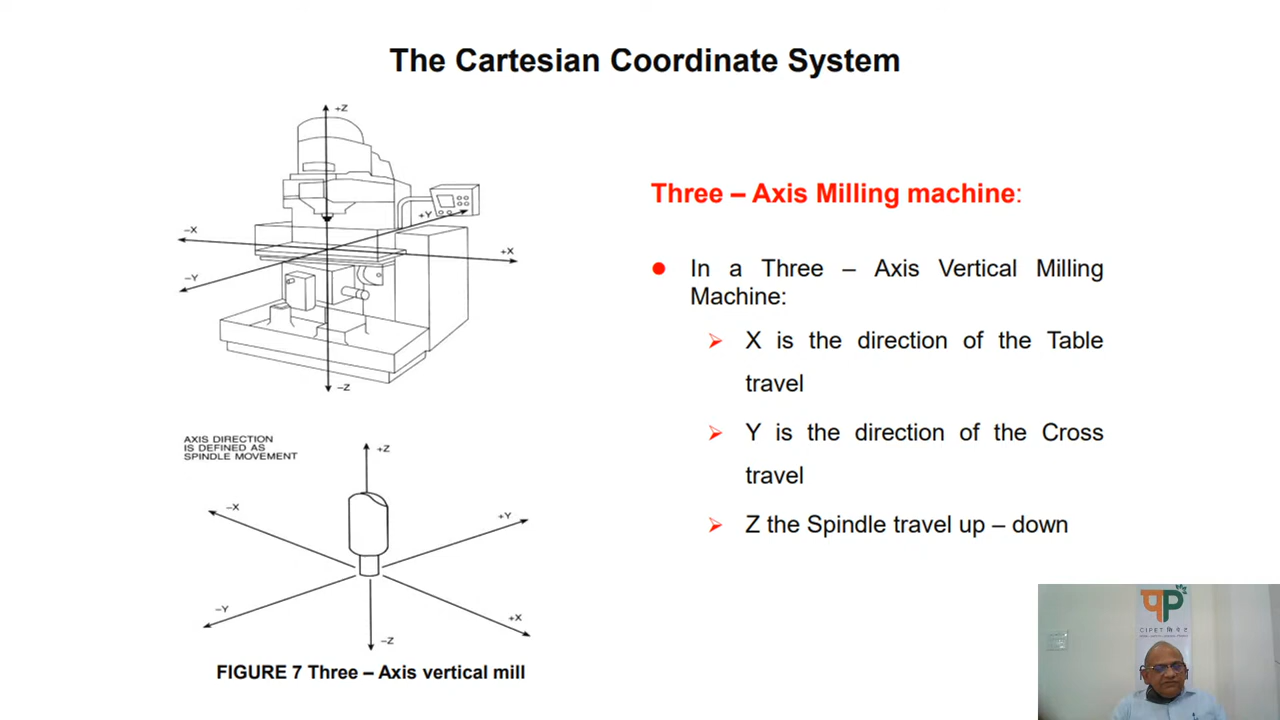 The Cartesian Coordinate System
+Z
+Y
–X
+X
–Y
–Z
Three – Axis Milling machine:
In a Three – Axis Vertical Milling
Machine:
X is the direction of the Table
travel
Y is the direction of the Cross
travel
Z the Spindle travel up – down
AXIS DIRECTION
IS DEFINED AS
SPINDLE MOVEMENT
+Z
–X
+Y
–Y
+X
–Z
FIGURE 7 Three – Axis vertical mill
CIPET सिपेट